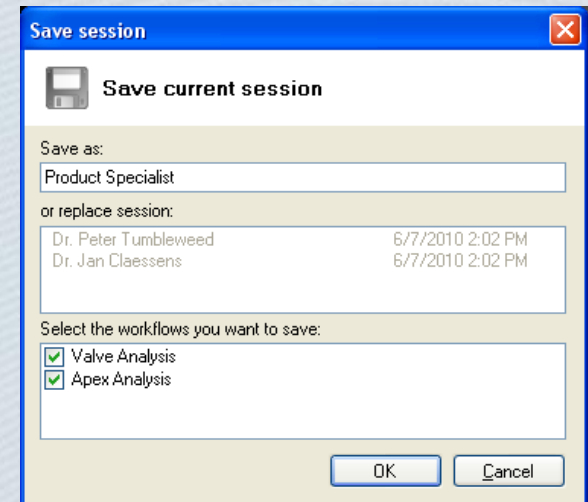 Save session
Save current session
Save as:
Product Specialist
or replace session:
Dr. Peter Tumbleweed 6/7/2010 2:02 PM
Dr. Jan Claessens 6/7/2010 2:02 PM
Select the workflows you want to save:
Valve Analysis
Apex Analysis
OK Cancel